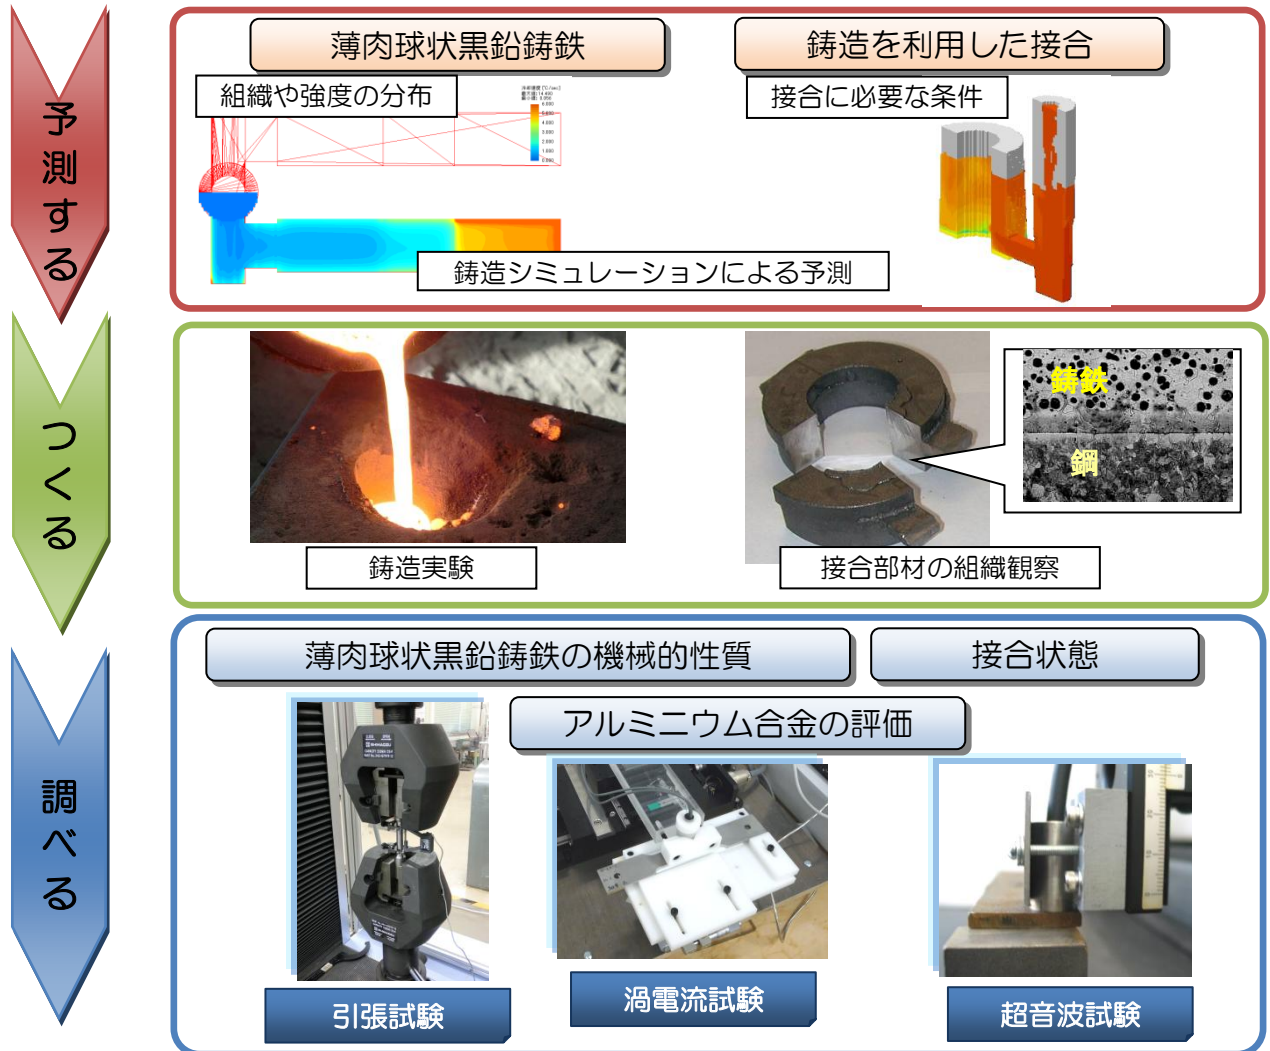 予測する
薄肉球状黒鉛鋳鉄
鋳造を利用した接合
組織や強度の分布
接合に必要な条件
鋳造シミュレーションによる予測
つくる
鋳鉄
鋼
鋳造実験
接合部材の組織観察
調べる
薄肉球状黒鉛鋳鉄の機械的性質
接合状態
アルミニウム合金の評価
引張試験
渦電流試験
超音波試験